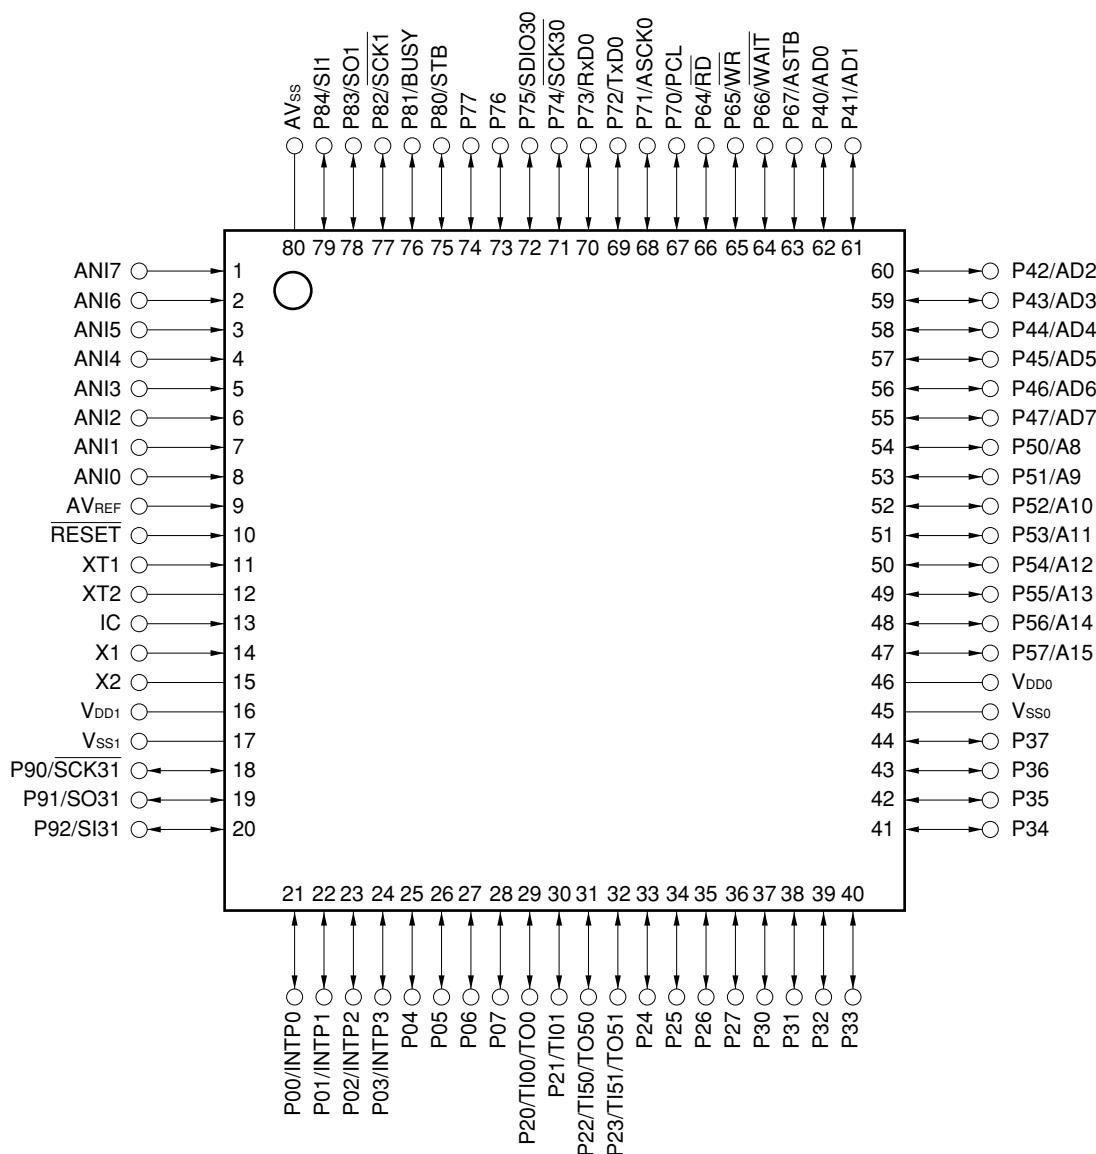 AVSS
P84/SI1
P83/SO1
P82/S̅C̅K̅1̅
P81/BUSY
P80/STB
P77
P76
P75/SDIO30
P74/S̅C̅K̅3̅0̅
P73/RxD0
P72/TxD0
P71/ASCK0
P70/PCL
P64/R̅D̅
P65/W̅R̅
P66/W̅A̅I̅T̅
P67/ASTB
P40/AD0
P41/AD1
80 79 78 77 76 75 74 73 72 71 70 69 68 67 66 65 64 63 62 61
ANI7 1
ANI6 2
ANI5 3
ANI4 4
ANI3 5
ANI2 6
ANI1 7
ANI0 8
AVREF 9
R̅E̅S̅E̅T̅ 10
XT1 11
XT2 12
IC 13
X1 14
X2 15
VDD1 16
VSS1 17
P90/S̅C̅K̅3̅1̅ 18
P91/SO31 19
P92/SI31 20
60 P42/AD2
59 P43/AD3
58 P44/AD4
57 P45/AD5
56 P46/AD6
55 P47/AD7
54 P50/A8
53 P51/A9
52 P52/A10
51 P53/A11
50 P54/A12
49 P55/A13
48 P56/A14
47 P57/A15
46 VDD0
45 VSS0
44 P37
43 P36
42 P35
41 P34
21 22 23 24 25 26 27 28 29 30 31 32 33 34 35 36 37 38 39 40
P00/INTP0
P01/INTP1
P02/INTP2
P03/INTP3
P04
P05
P06
P07
P20/TI00/TO0
P21/TI01
P22/TI50/TO50
P23/TI51/TO51
P24
P25
P26
P27
P30
P31
P32
P33